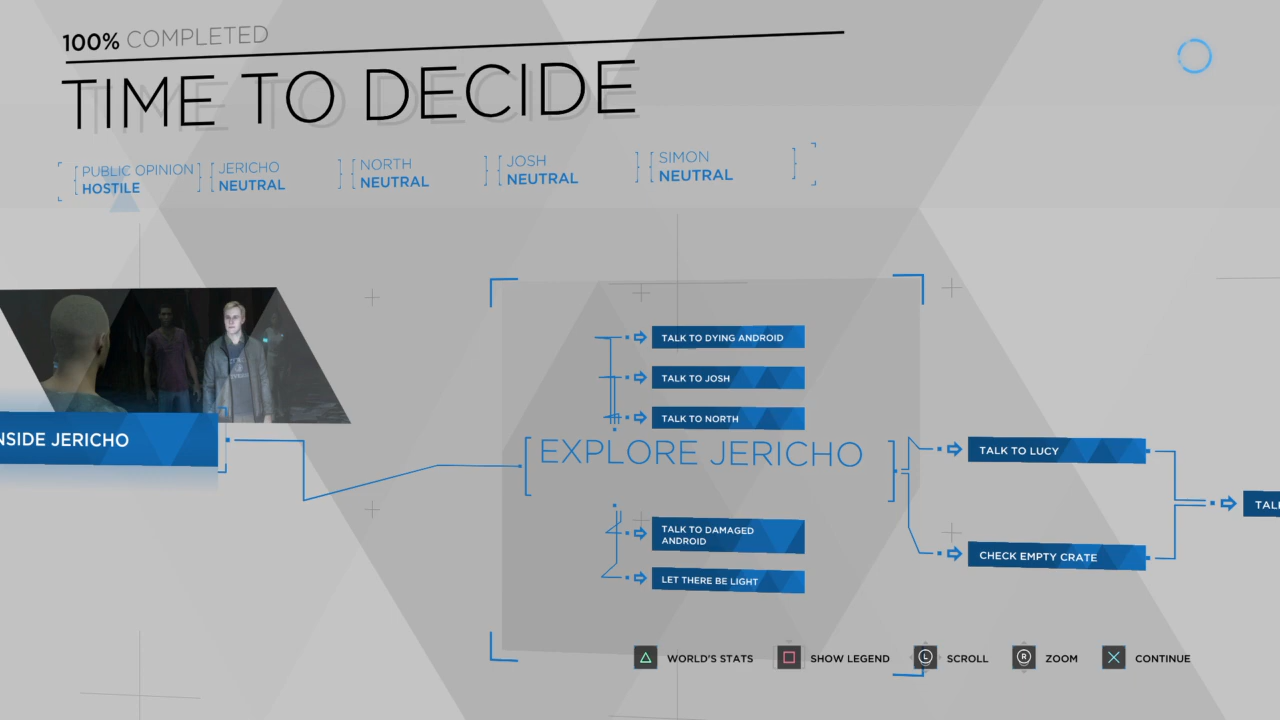 100% COMPLETED
TIME TO DECIDE
PUBLIC OPINION
HOSTILE
JERICHO
NEUTRAL
NORTH
NEUTRAL
JOSH
NEUTRAL
SIMON
NEUTRAL
NSIDE JERICHO
TALK TO DYING ANDROID
TALK TO JOSH
TALK TO NORTH
EXPLORE JERICHO
TALK TO DAMAGED
ANDROID
LET THERE BE LIGHT
TALK TO LUCY
CHECK EMPTY CRATE
TAL
WORLD'S STATS
SHOW LEGEND
L
SCROLL
R
ZOOM
CONTINUE